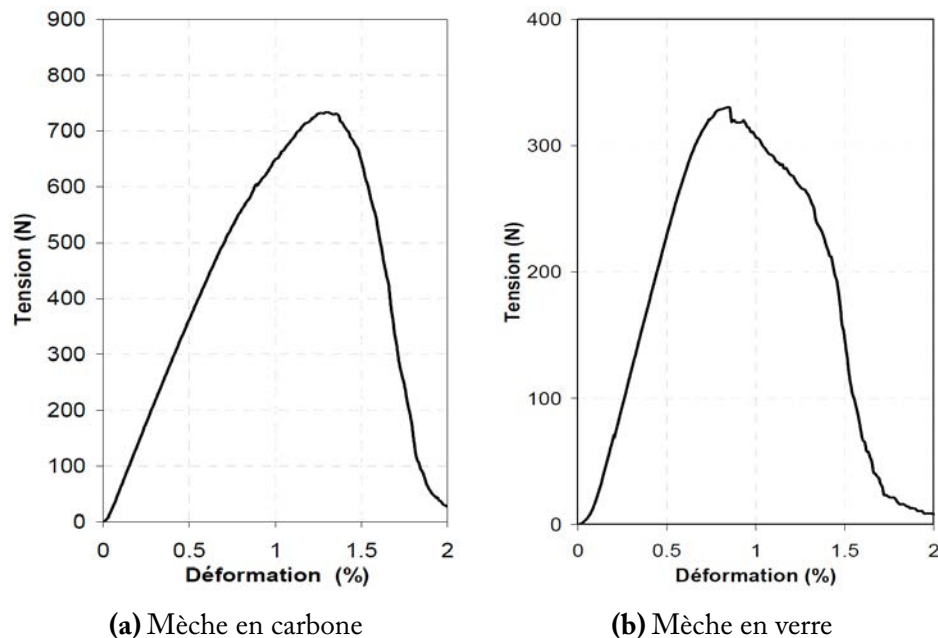 900
800
700
600
500
400
300
200
100
0
Tension (N)
0 0.5 1 1.5 2
Déformation (%)
(a) Mèche en carbone
400
300
200
100
0
Tension (N)
0 0.5 1 1.5 2
Déformation (%)
(b) Mèche en verre